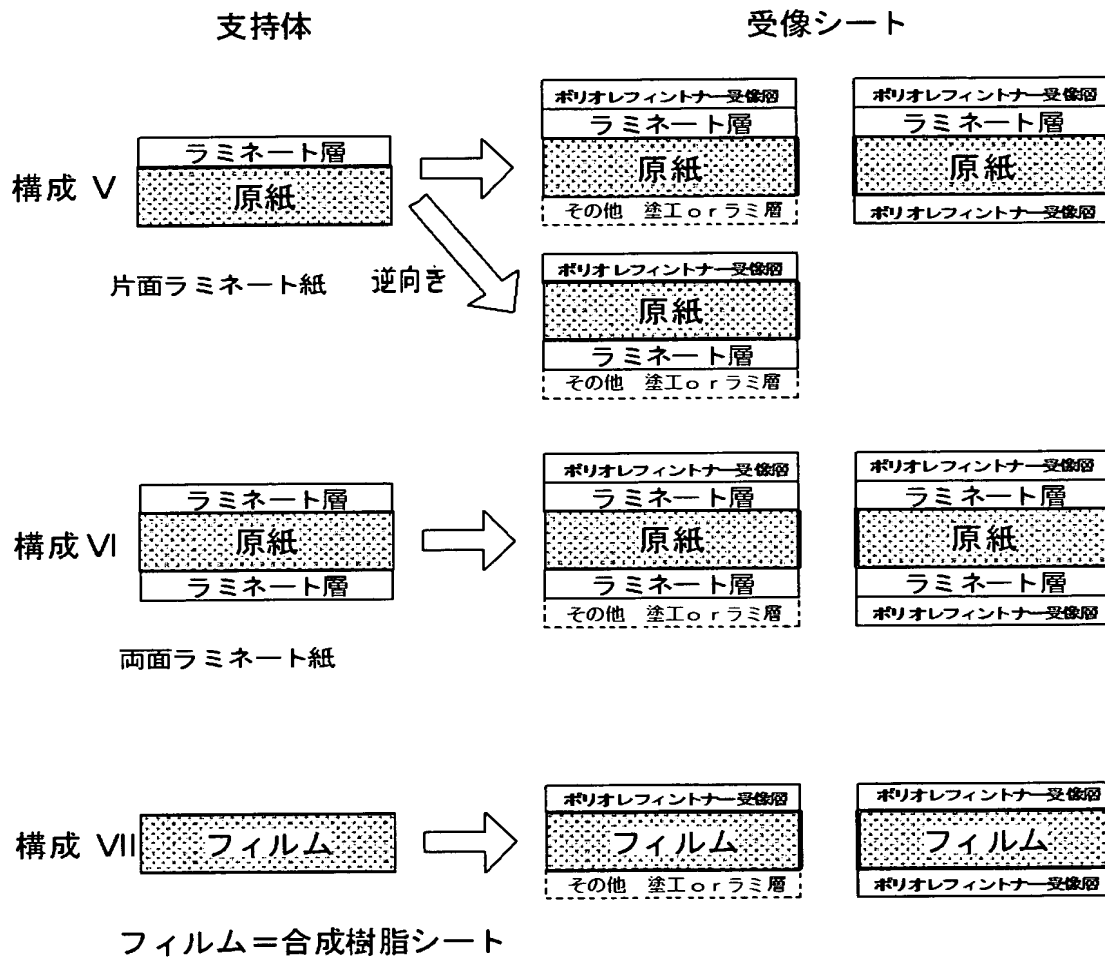 支持体
受像シート
構成 Ⅴ
ラミネート層
原紙
片面ラミネート紙
逆向き
ポリオレフィントナー受像層
ラミネート層
原紙
その他 塗工orラミ層
ポリオレフィントナー受像層
ラミネート層
原紙
ポリオレフィントナー受像層
ポリオレフィントナー受像層
原紙
ラミネート層
その他 塗工orラミ層
構成 Ⅵ
ラミネート層
原紙
ラミネート層
両面ラミネート紙
ポリオレフィントナー受像層
ラミネート層
原紙
ラミネート層
その他 塗工orラミ層
ポリオレフィントナー受像層
ラミネート層
原紙
ラミネート層
ポリオレフィントナー受像層
構成 Ⅶ
フィルム
ポリオレフィントナー受像層
フィルム
その他 塗工orラミ層
ポリオレフィントナー受像層
フィルム
ポリオレフィントナー受像層
フィルム=合成樹脂シート